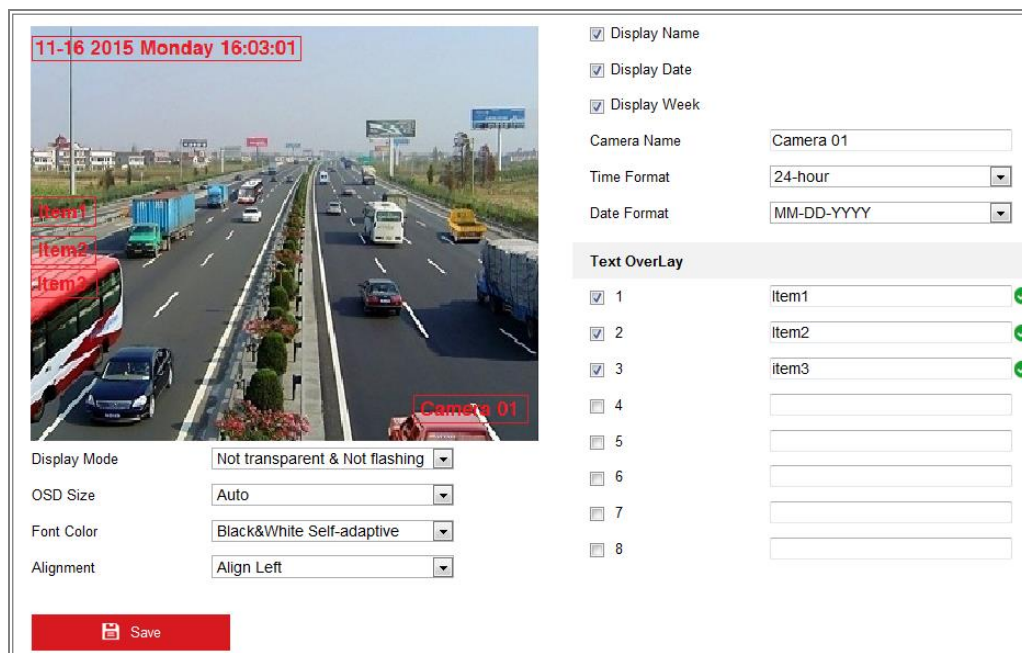 11-16 2015 Monday 16:03:01
Item1
Item2
Item3
Camera 01
Display Mode Not transparent & Not flashing
OSD Size Auto
Font Color Black&White Self-adaptive
Alignment Align Left
Save
Display Name
Display Date
Display Week
Camera Name Camera 01
Time Format 24-hour
Date Format MM-DD-YYYY
Text OverLay
1 Item1
2 Item2
3 item3
4
5
6
7
8